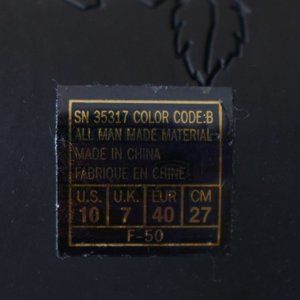 SN 35317 COLOR CODE:B
ALL MAN MADE MATERIAL
MADE IN CHINA
FABRIQUE EN CHINE
U.S. U.K. EUR CM
10 7 40 27
F-50